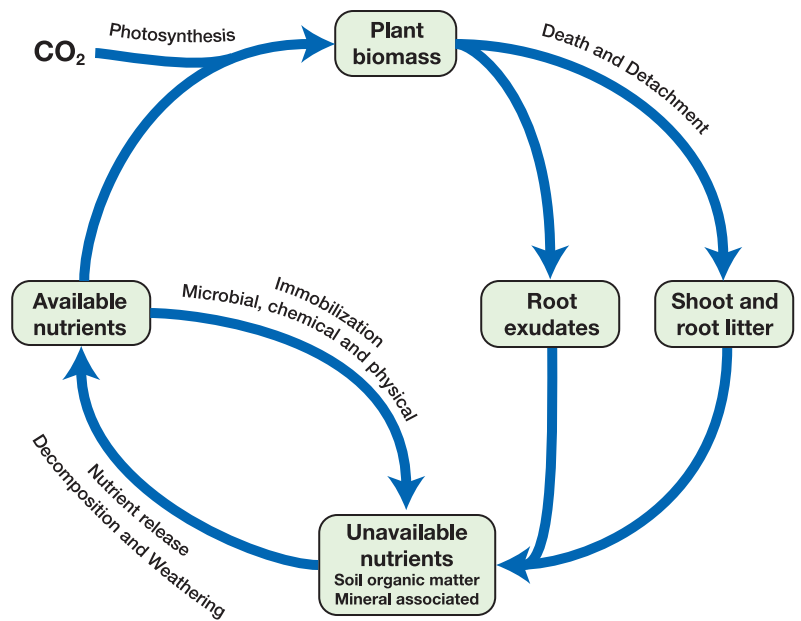 Photosynthesis
CO₂
Plant
biomass
Death and Detachment
Available
nutrients
Immobilization
Microbial, chemical and physical
Root
exudates
Shoot and
root litter
Nutrient release
Decomposition and Weathering
Unavailable
nutrients
Soil organic matter
Mineral associated